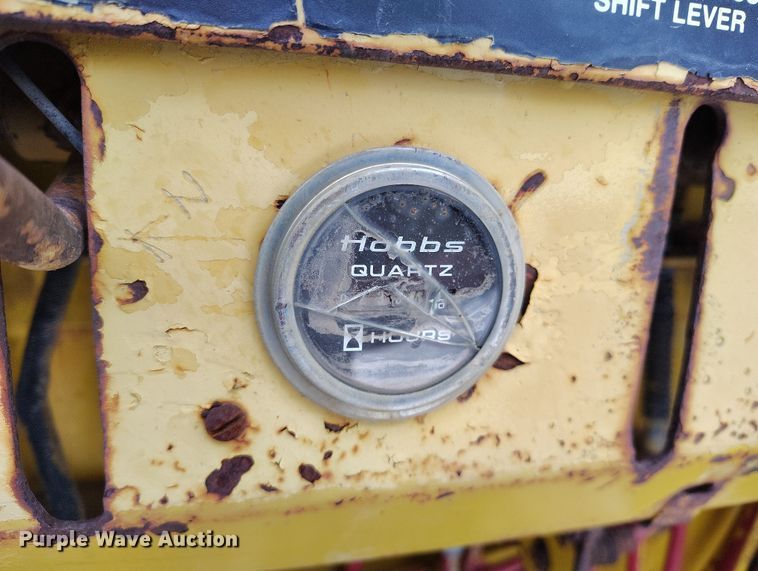 SHIFT LEVER
Hobbs
QUARTZ
HOURS
Purple Wave Auction